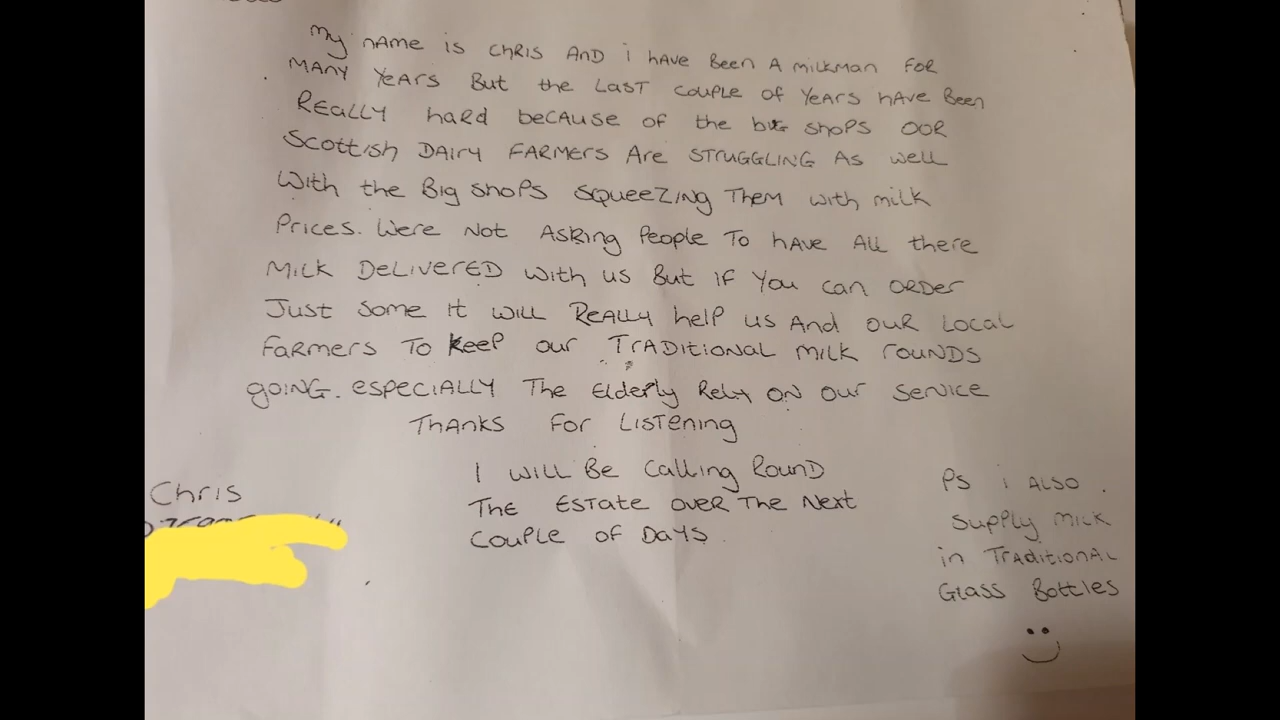 My name is Chris and i have been a milkman for
many years but the last couple of years have been
really hard because of the big shops oor
Scottish dairy farmers are struggling as well
with the big shops squeezing them with milk
prices. Were not asking people to have all there
milk delivered with us but if you can order
just some it will really help us and our local
farmers to keep our traditional milk rounds
going. especially the elderly rely on our service
Thanks for listening
I will be calling round
the estate over the next
couple of days.
Chris
PS i also
supply milk
in traditional
glass bottles